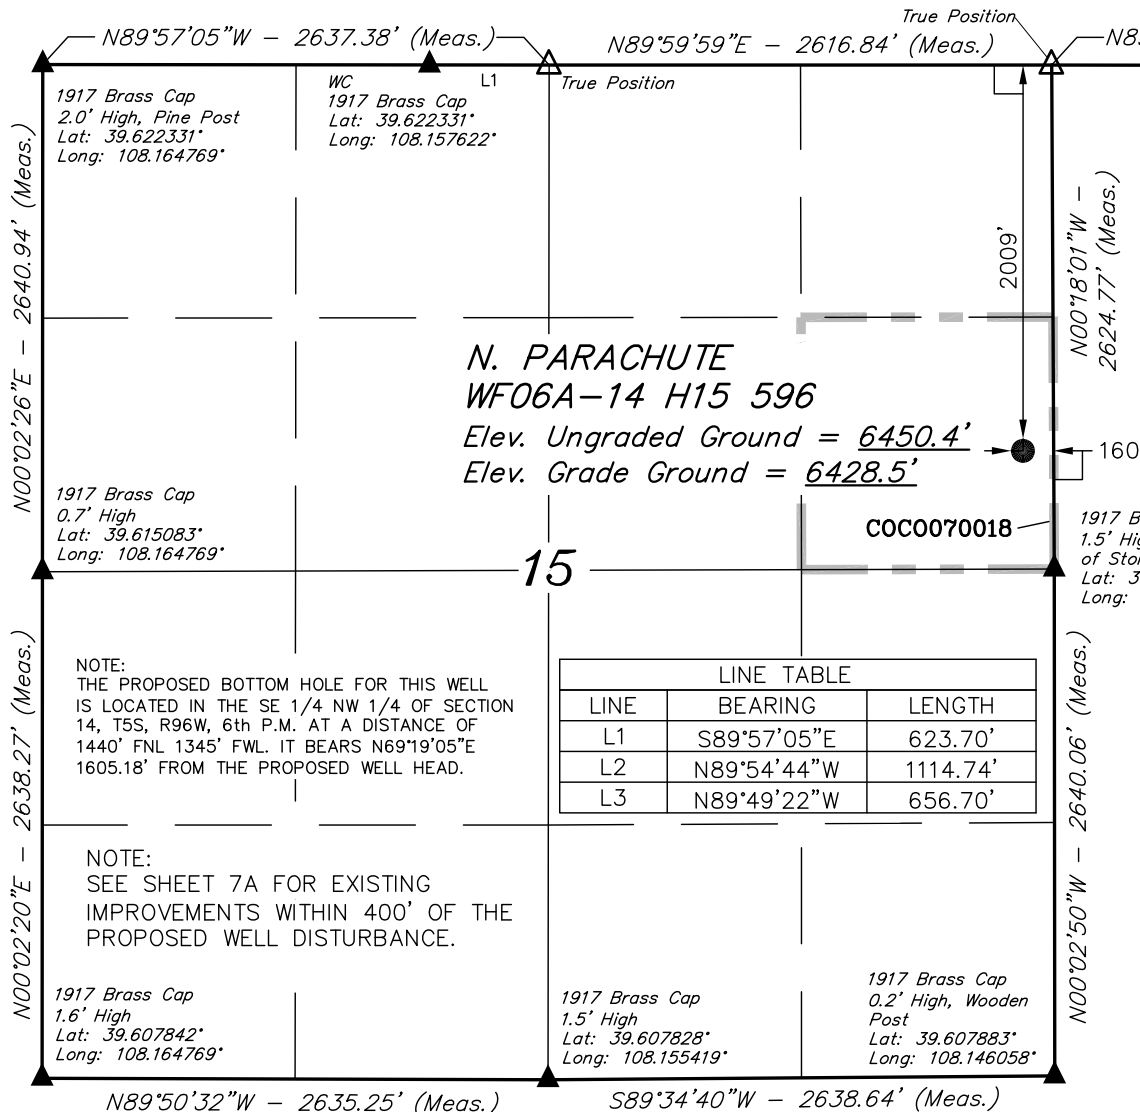 True Position
N89°57'05"W - 2637.38' (Meas.)
N89°59'59"E - 2616.84' (Meas.)
N89
WC
L1
True Position
1917 Brass Cap
2.0' High, Pine Post
Lat: 39.622331°
Long: 108.164769°
1917 Brass Cap
Lat: 39.622331°
Long: 108.157622°
N00°02'26"E - 2640.94' (Meas.)
2009'
N00°18'01"W -
2624.77' (Meas.)
N. PARACHUTE
WF06A-14 H15 596
Elev. Ungraded Ground = 6450.4'
Elev. Grade Ground = 6428.5'
160
1917 Brass Cap
0.7' High
Lat: 39.615083°
Long: 108.164769°
COCO070018
1917 B
1.5' Hig
of Sto
Lat: 3
Long:
15
NOTE:
THE PROPOSED BOTTOM HOLE FOR THIS WELL
IS LOCATED IN THE SE 1/4 NW 1/4 OF SECTION
14, T5S, R96W, 6th P.M. AT A DISTANCE OF
1440' FNL 1345' FWL. IT BEARS N69°19'05"E
1605.18' FROM THE PROPOSED WELL HEAD.
LINE TABLE
LINE BEARING LENGTH
L1 S89°57'05"E 623.70'
L2 N89°54'44"W 1114.74'
L3 N89°49'22"W 656.70'
N00°02'20"E - 2638.27' (Meas.)
N00°02'50"W - 2640.06' (Meas.)
NOTE:
SEE SHEET 7A FOR EXISTING
IMPROVEMENTS WITHIN 400' OF THE
PROPOSED WELL DISTURBANCE.
1917 Brass Cap
1.6' High
Lat: 39.607842°
Long: 108.164769°
1917 Brass Cap
1.5' High
Lat: 39.607828°
Long: 108.155419°
1917 Brass Cap
0.2' High, Wooden
Post
Lat: 39.607883°
Long: 108.146058°
N89°50'32"W - 2635.25' (Meas.)
S89°34'40"W - 2638.64' (Meas.)